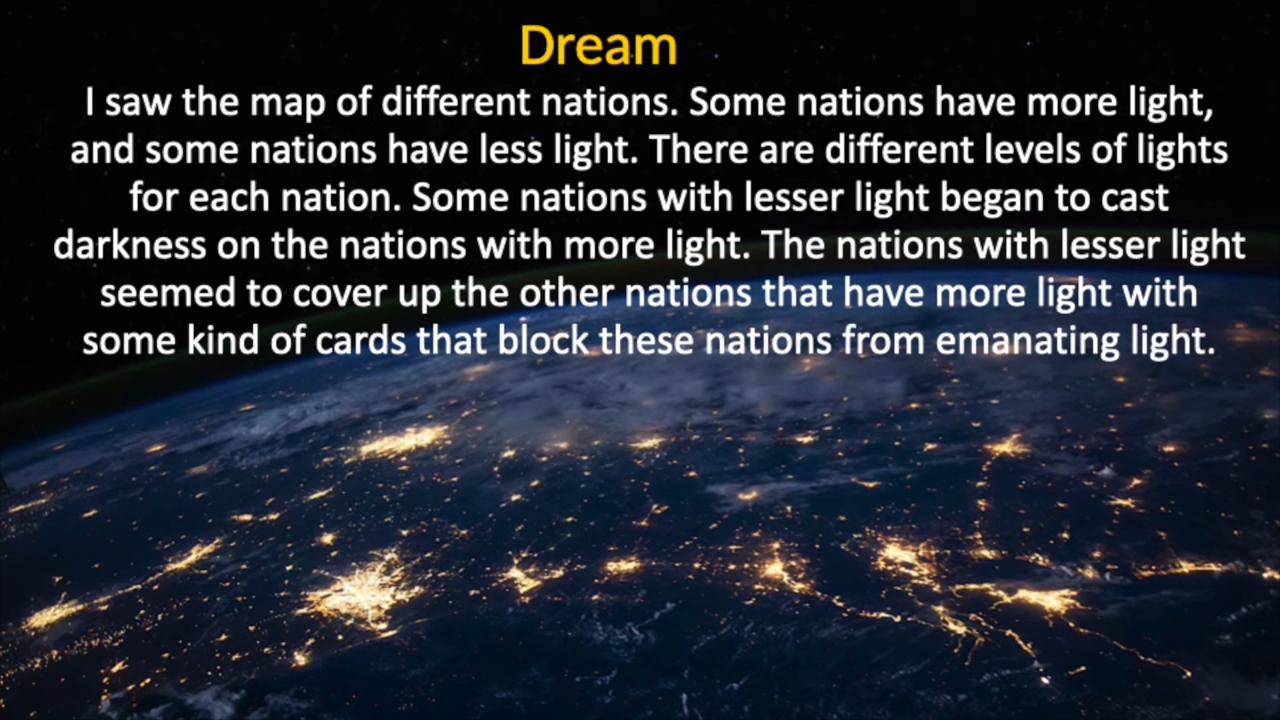 Dream
I saw the map of different nations. Some nations have more light,
and some nations have less light. There are different levels of lights
for each nation. Some nations with lesser light began to cast
darkness on the nations with more light. The nations with lesser light
seemed to cover up the other nations that have more light with
some kind of cards that block these nations from emanating light.